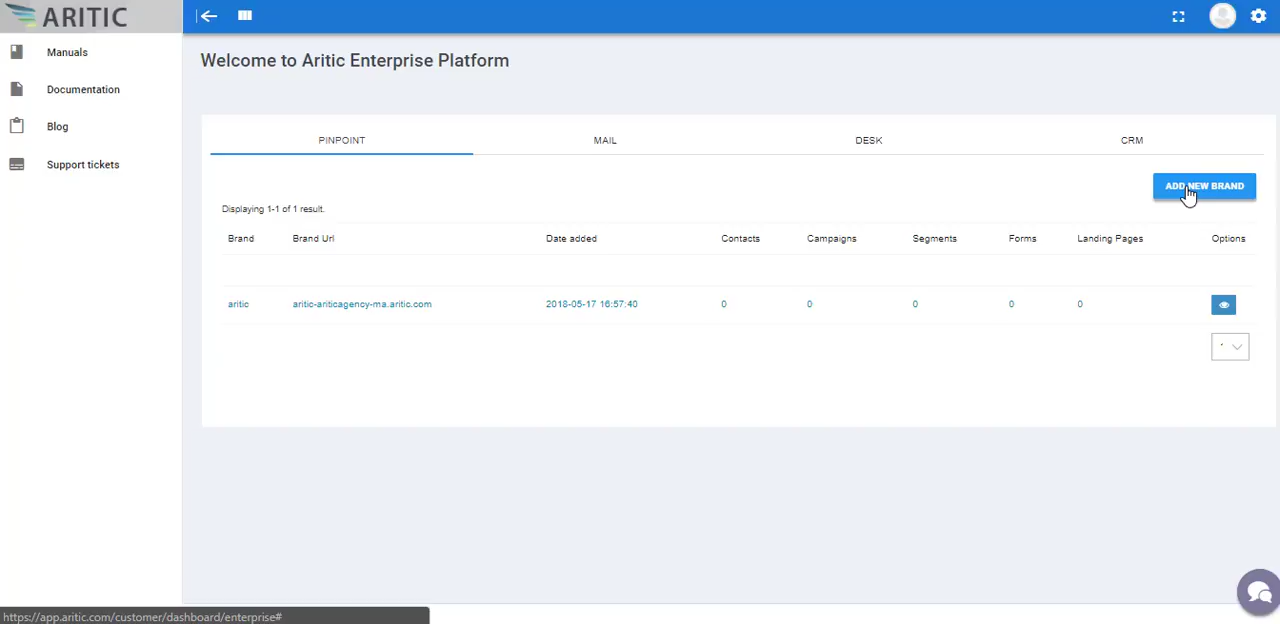 ARITIC
Manuals
Documentation
Blog
Support tickets
Welcome to Aritic Enterprise Platform
PINPOINT MAIL DESK CRM
ADD NEW BRAND
Displaying 1-1 of 1 result.
Brand Brand Url Date added Contacts Campaigns Segments Forms Landing Pages Options
aritic aritic-ariticagency-ma.aritic.com 2018-05-17 16:57:40 0 0 0 0 0
https://app.aritic.com/customer/dashboard/enterprise#